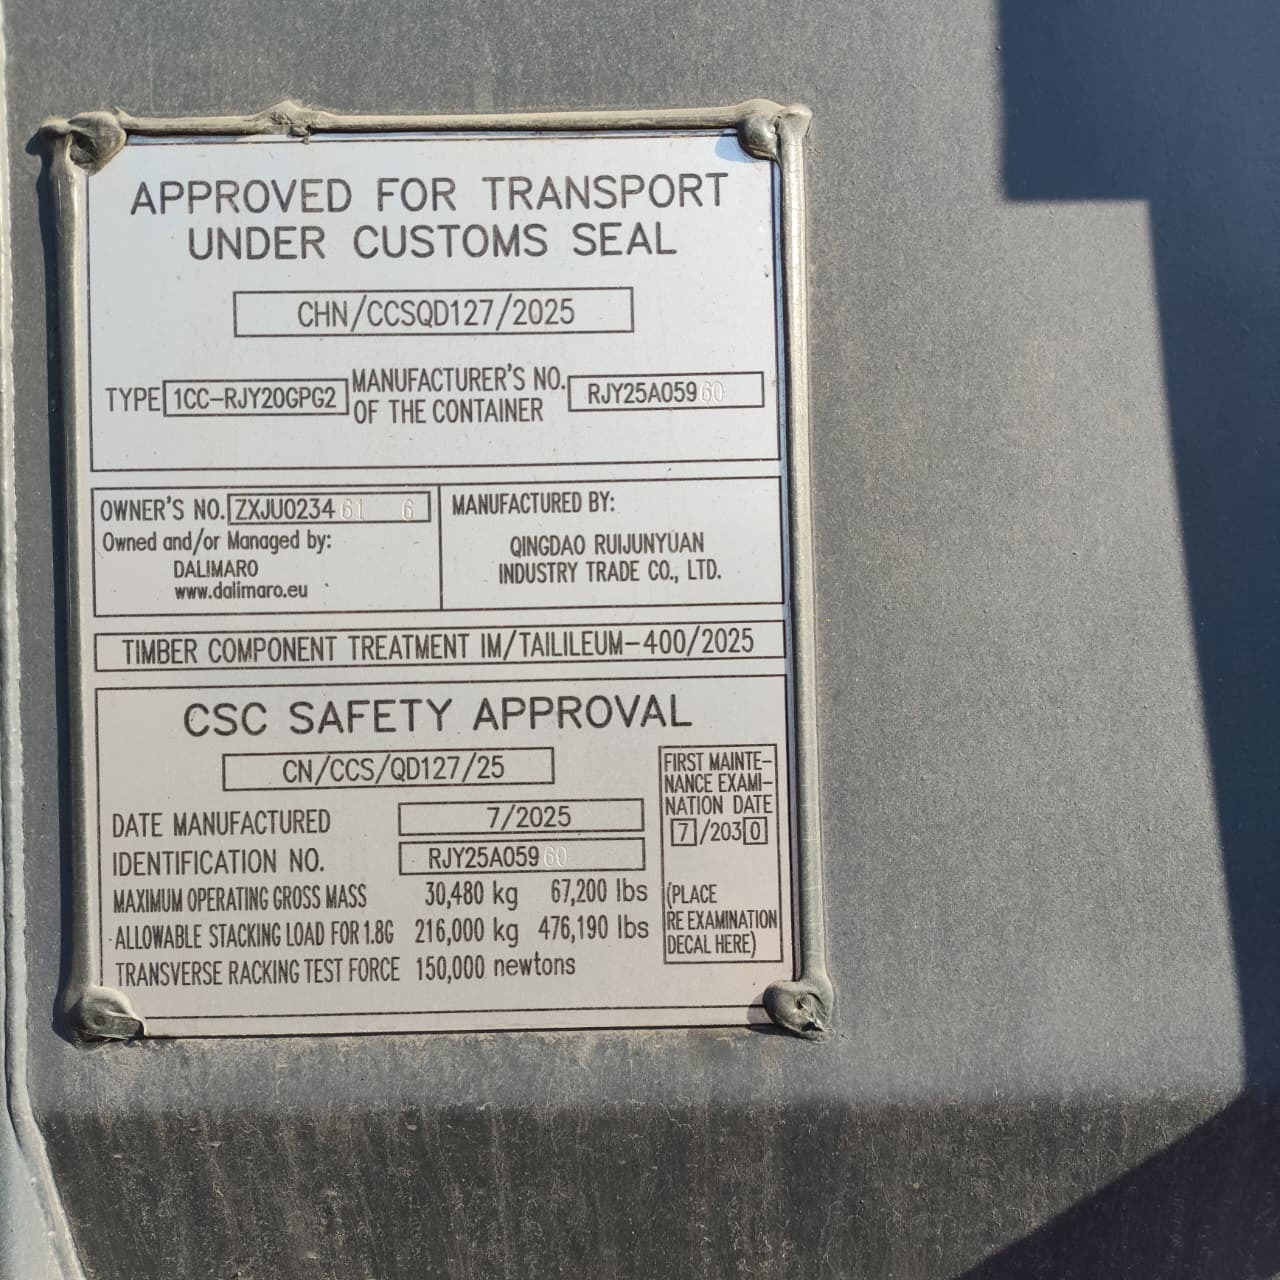 APPROVED FOR TRANSPORT
UNDER CUSTOMS SEAL
CHN/CCSQD127/2025
TYPE 1CC-RJY20GPG2 MANUFACTURER'S NO. OF THE CONTAINER RJY25A05960
OWNER'S NO. ZXJU0234 61 6
Owned and/or Managed by:
DALIMARO
www.dalimaro.eu
MANUFACTURED BY:
QINGDAO RUIJUNYUAN
INDUSTRY TRADE CO., LTD.
TIMBER COMPONENT TREATMENT IM/TAILILEUM-400/2025
CSC SAFETY APPROVAL
CN/CCS/QD127/25
DATE MANUFACTURED 7/2025
IDENTIFICATION NO. RJY25A05960
MAXIMUM OPERATING GROSS MASS 30,480 kg 67,200 lbs
ALLOWABLE STACKING LOAD FOR 1.8G 216,000 kg 476,190 lbs
TRANSVERSE RACKING TEST FORCE 150,000 newtons
FIRST MAINTE-
NANCE EXAMI-
NATION DATE
7/2030
(PLACE
RE EXAMINATION
DECAL HERE)